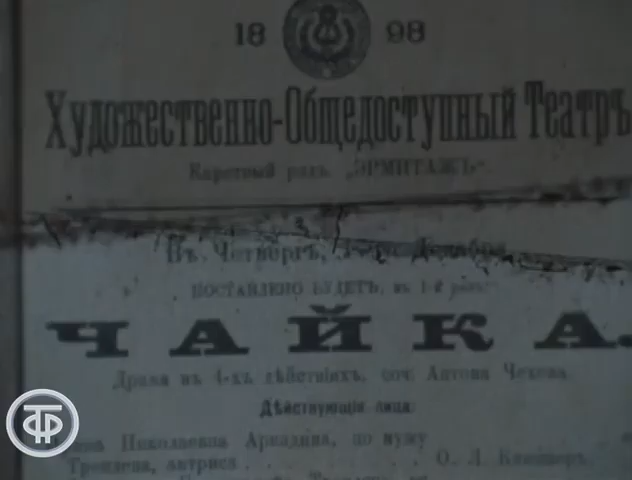 18 98
Художественно-Общедоступный Театръ
Каретный рядъ, „ЭРМИТАЖЪ“.
Въ Четвергъ, Декабря
ПОСТАВЛЕНО БУДЕТЪ, въ 1-й разъ:
ЧАЙКА.
Драма въ 4-хъ дѣйствіяхъ, соч. Антона Чехова.
Дѣйствующія лица:
Николаевна Аркадина, по мужу
Треплева, актриса . . . . . . О. Л. Книпперъ.